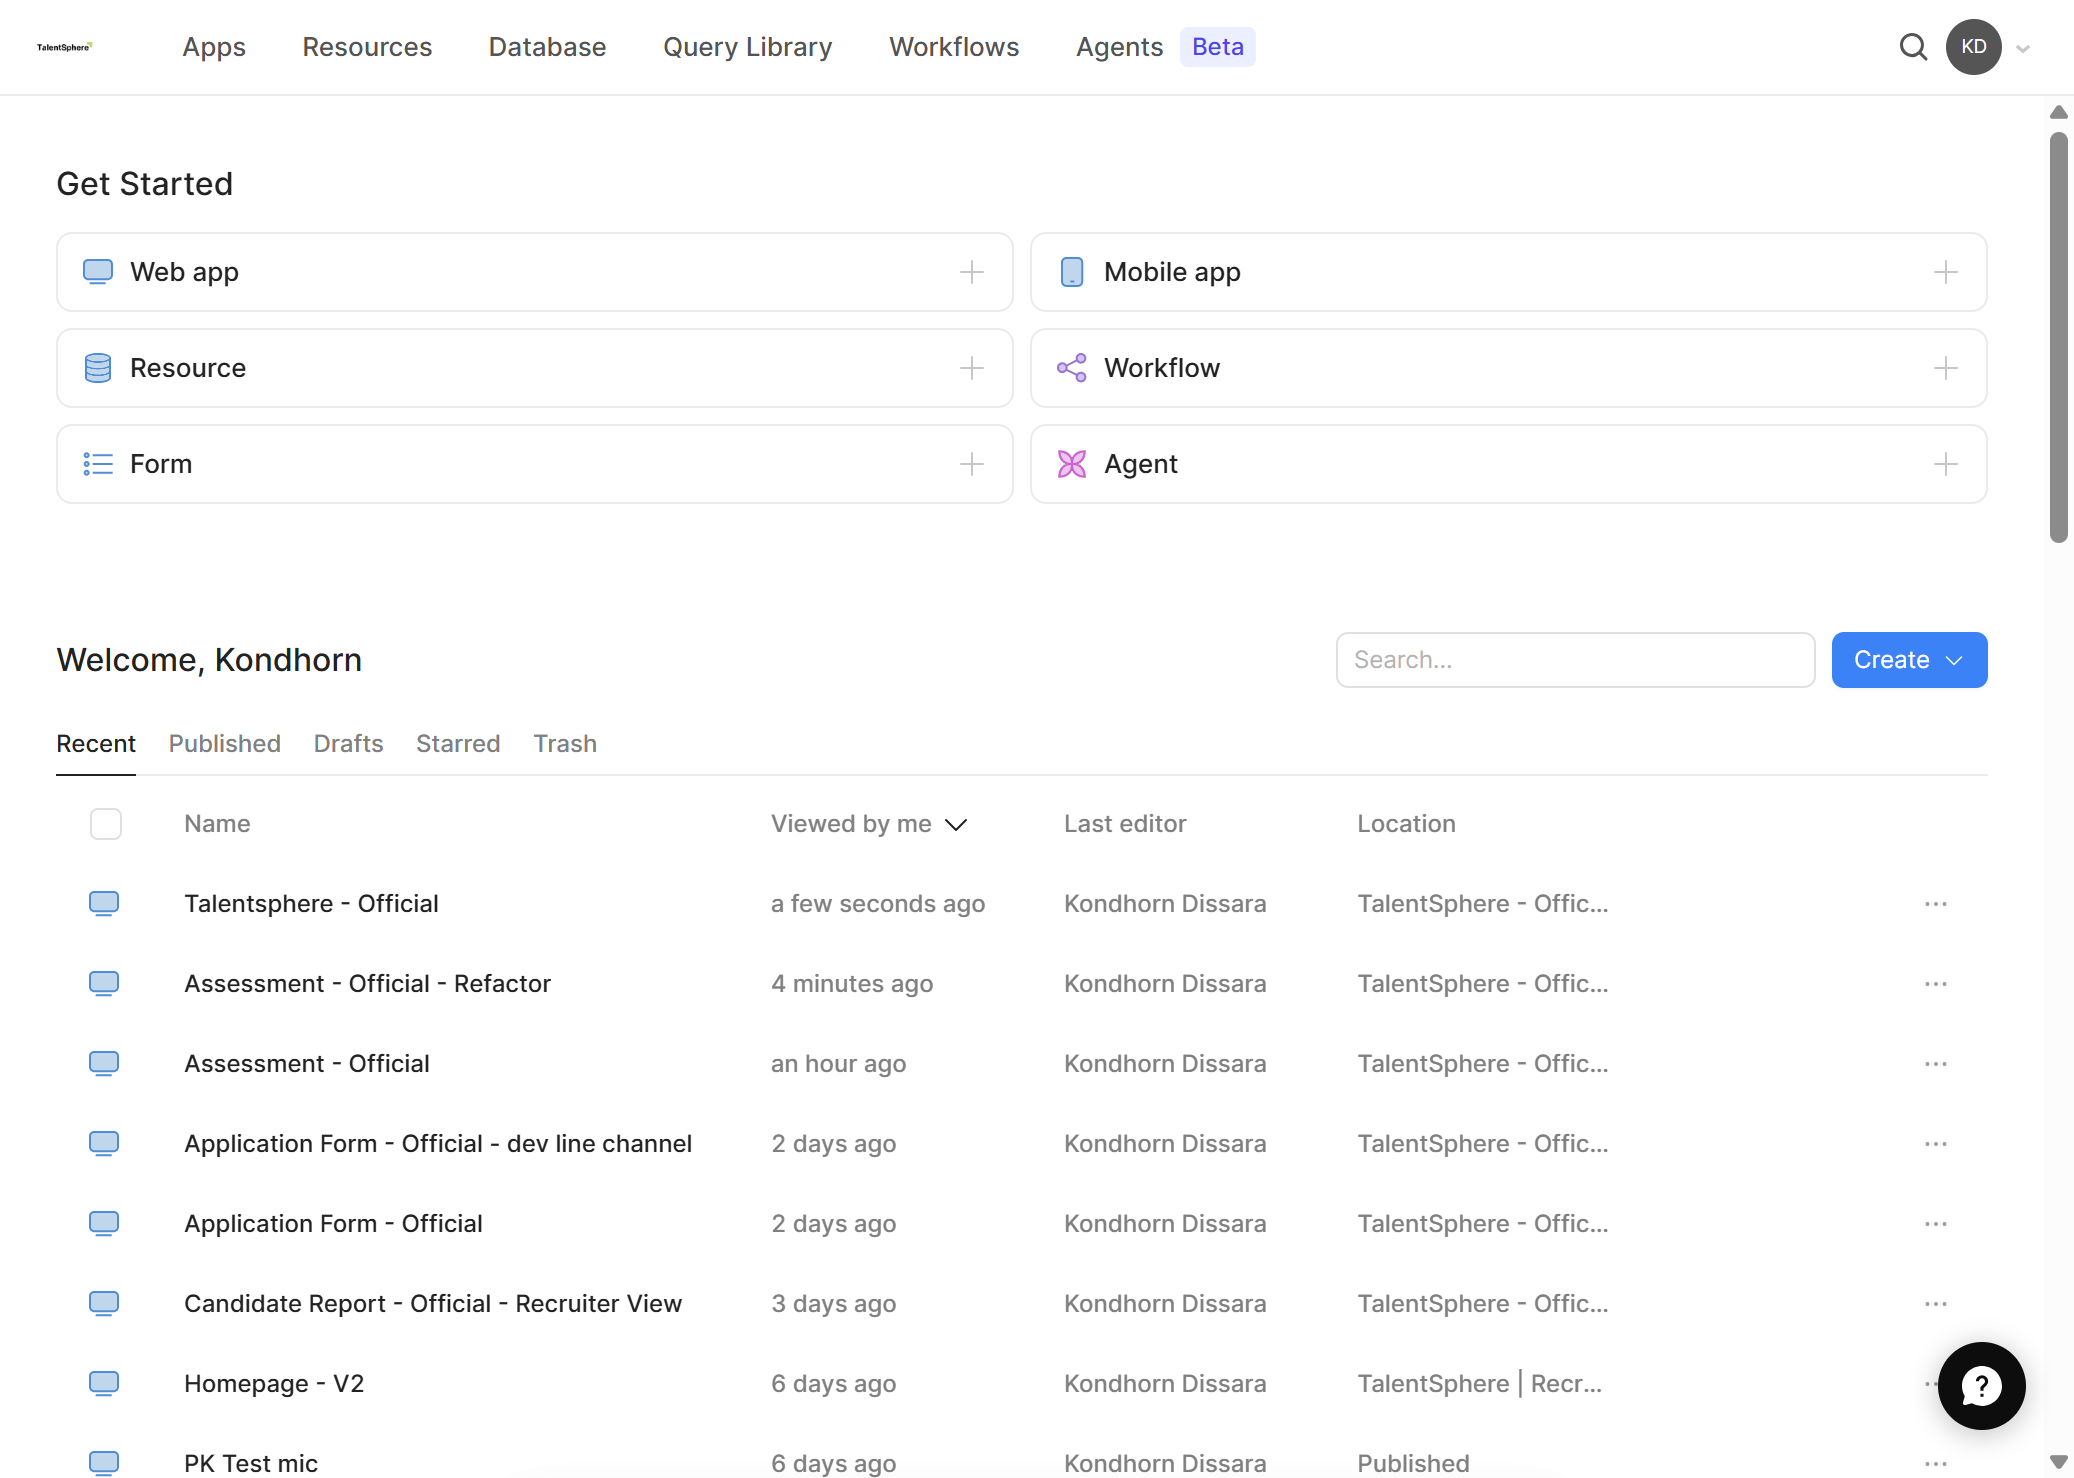 TalentSphere Apps Resources Database Query Library Workflows Agents Beta KD
Get Started
Web app Mobile app
Resource Workflow
Form Agent
Welcome, Kondhorn Search... Create
Recent Published Drafts Starred Trash
Name Viewed by me Last editor Location
Talentsphere - Official a few seconds ago Kondhorn Dissara TalentSphere - Offic...
Assessment - Official - Refactor 4 minutes ago Kondhorn Dissara TalentSphere - Offic...
Assessment - Official an hour ago Kondhorn Dissara TalentSphere - Offic...
Application Form - Official - dev line channel 2 days ago Kondhorn Dissara TalentSphere - Offic...
Application Form - Official 2 days ago Kondhorn Dissara TalentSphere - Offic...
Candidate Report - Official - Recruiter View 3 days ago Kondhorn Dissara TalentSphere - Offic...
Homepage - V2 6 days ago Kondhorn Dissara TalentSphere | Recr...
PK Test mic 6 days ago Kondhorn Dissara Published